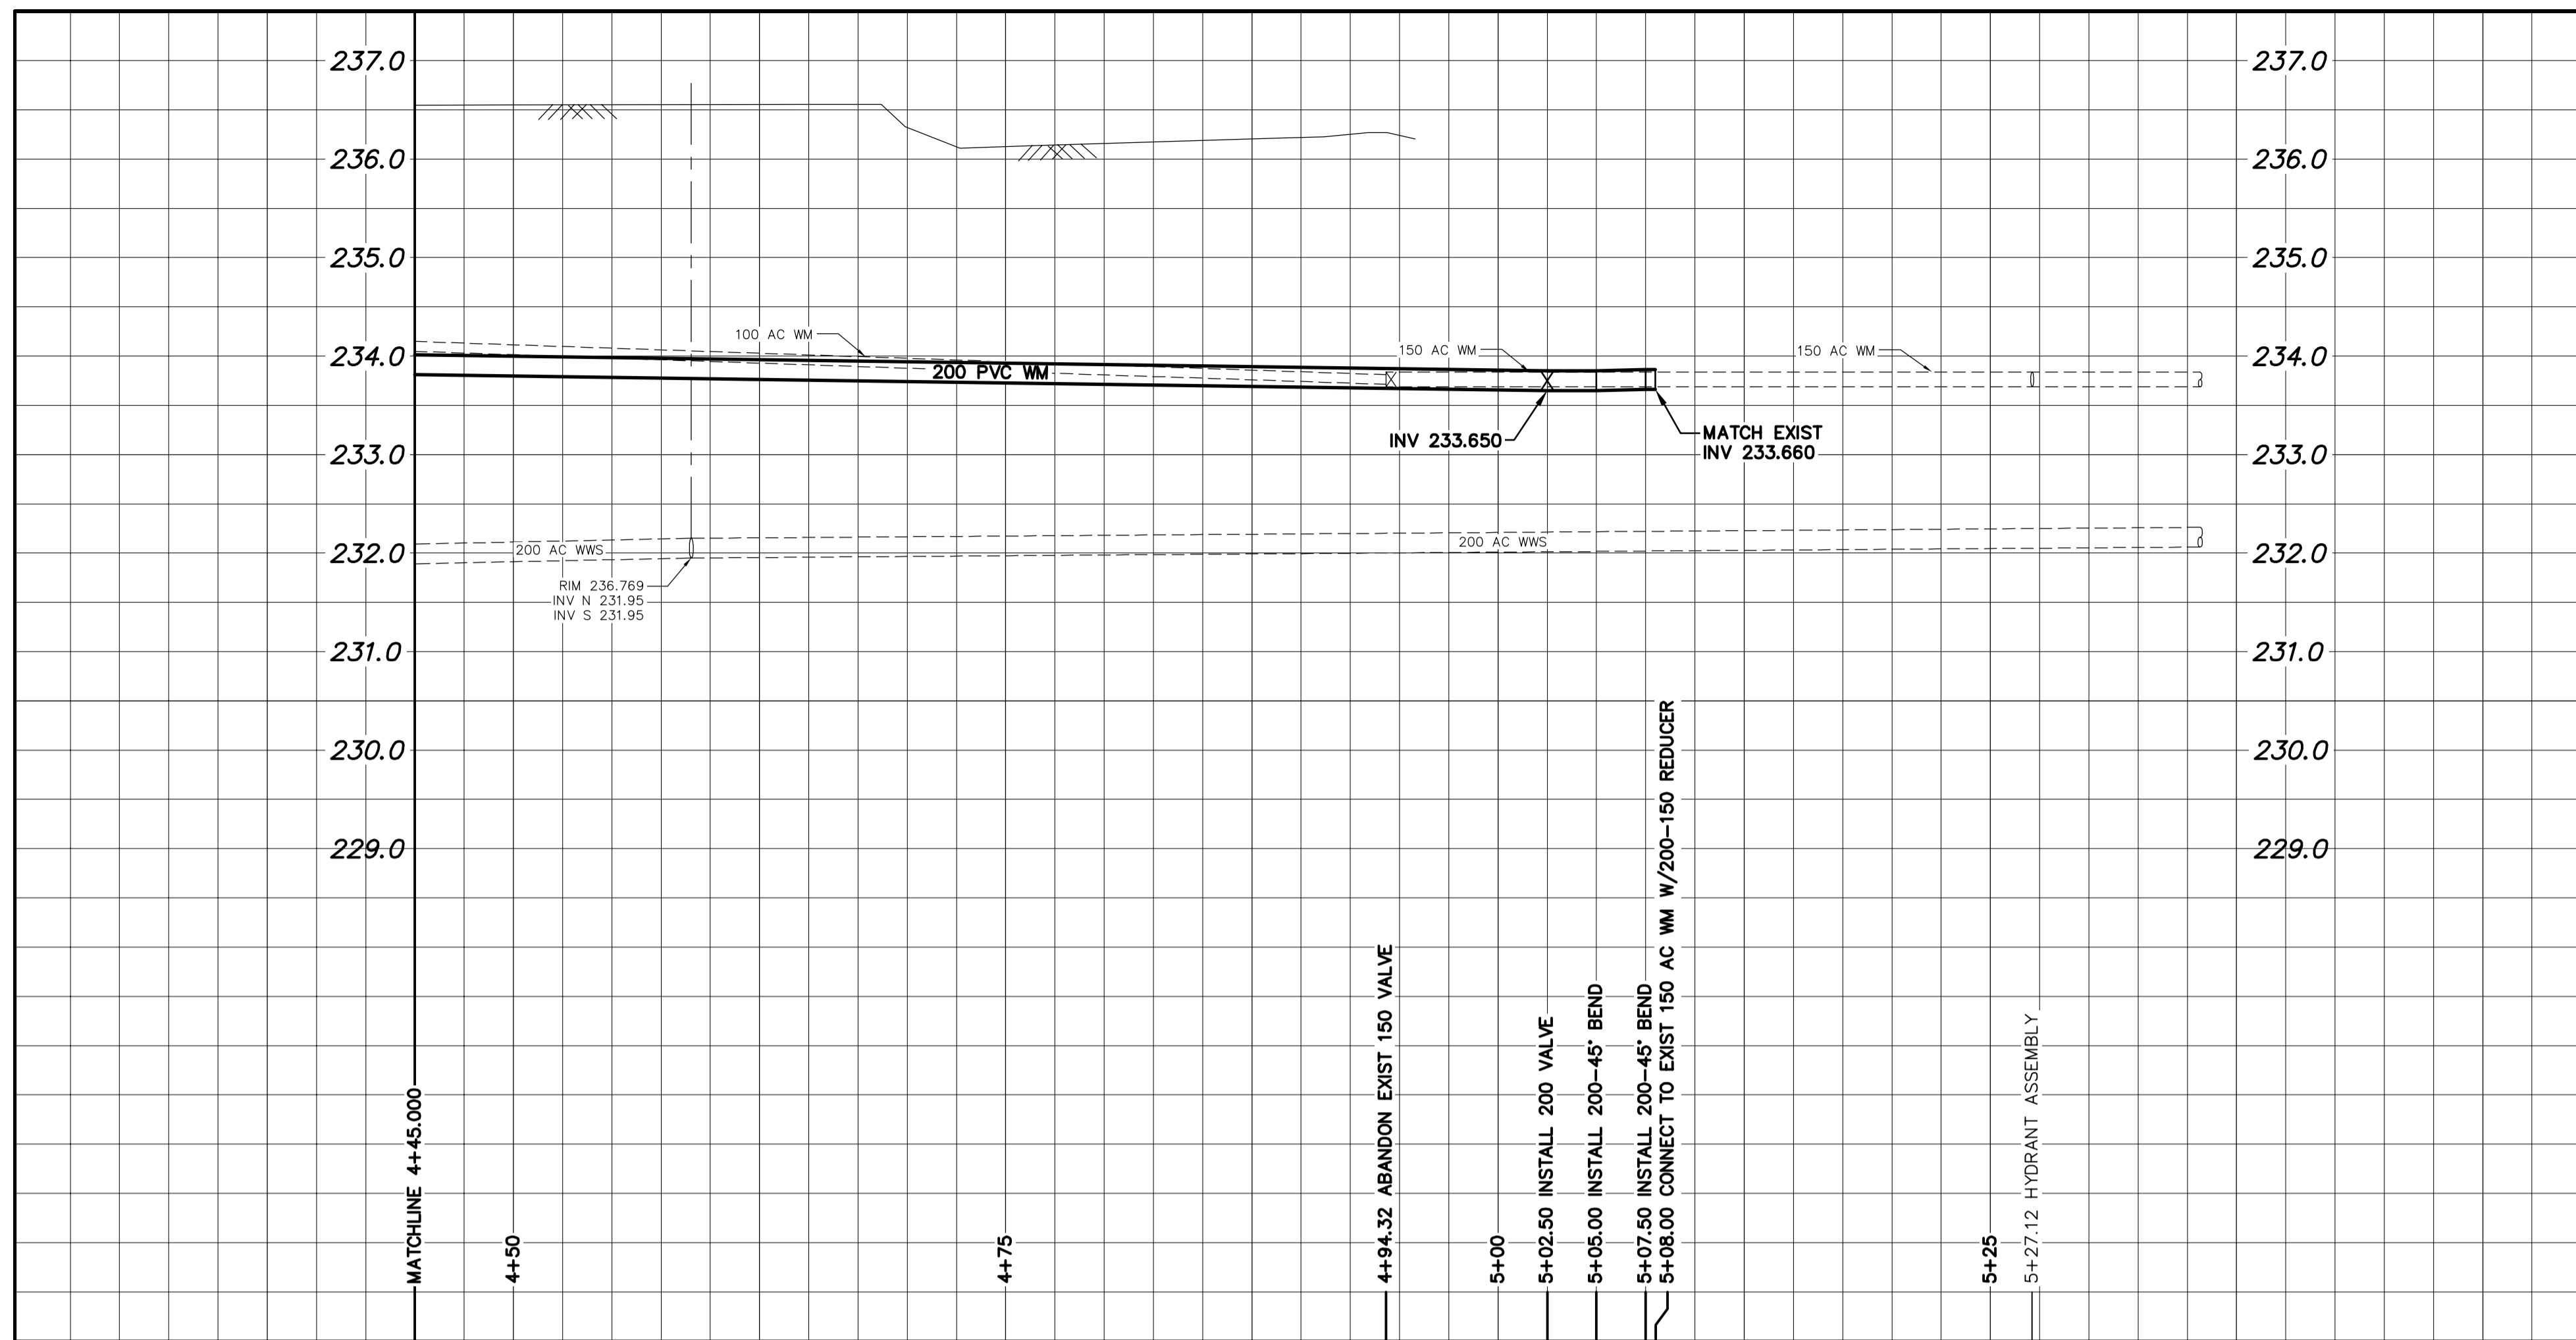 237.0
237.0
236.0
236.0
235.0
235.0
100 AC WM
150 AC WM
150 AC WM
234.0
234.0
200 PVC WM
INV 233.650
MATCH EXIST
INV 233.660
233.0
233.0
200 AC WWS
200 AC WWS
232.0
232.0
RIM 236.769
INV N 231.95
INV S 231.95
231.0
231.0
230.0
230.0
229.0
229.0
MATCHLINE 4+45.000
4+50
4+75
4+94.32 ABANDON EXIST 150 VALVE
5+00
5+02.50 INSTALL 200 VALVE
5+05.00 INSTALL 200-45° BEND
5+07.50 INSTALL 200-45° BEND
5+08.00 CONNECT TO EXIST 150 AC WM W/200-150 REDUCER
5+25
5+27.12 HYDRANT ASSEMBLY